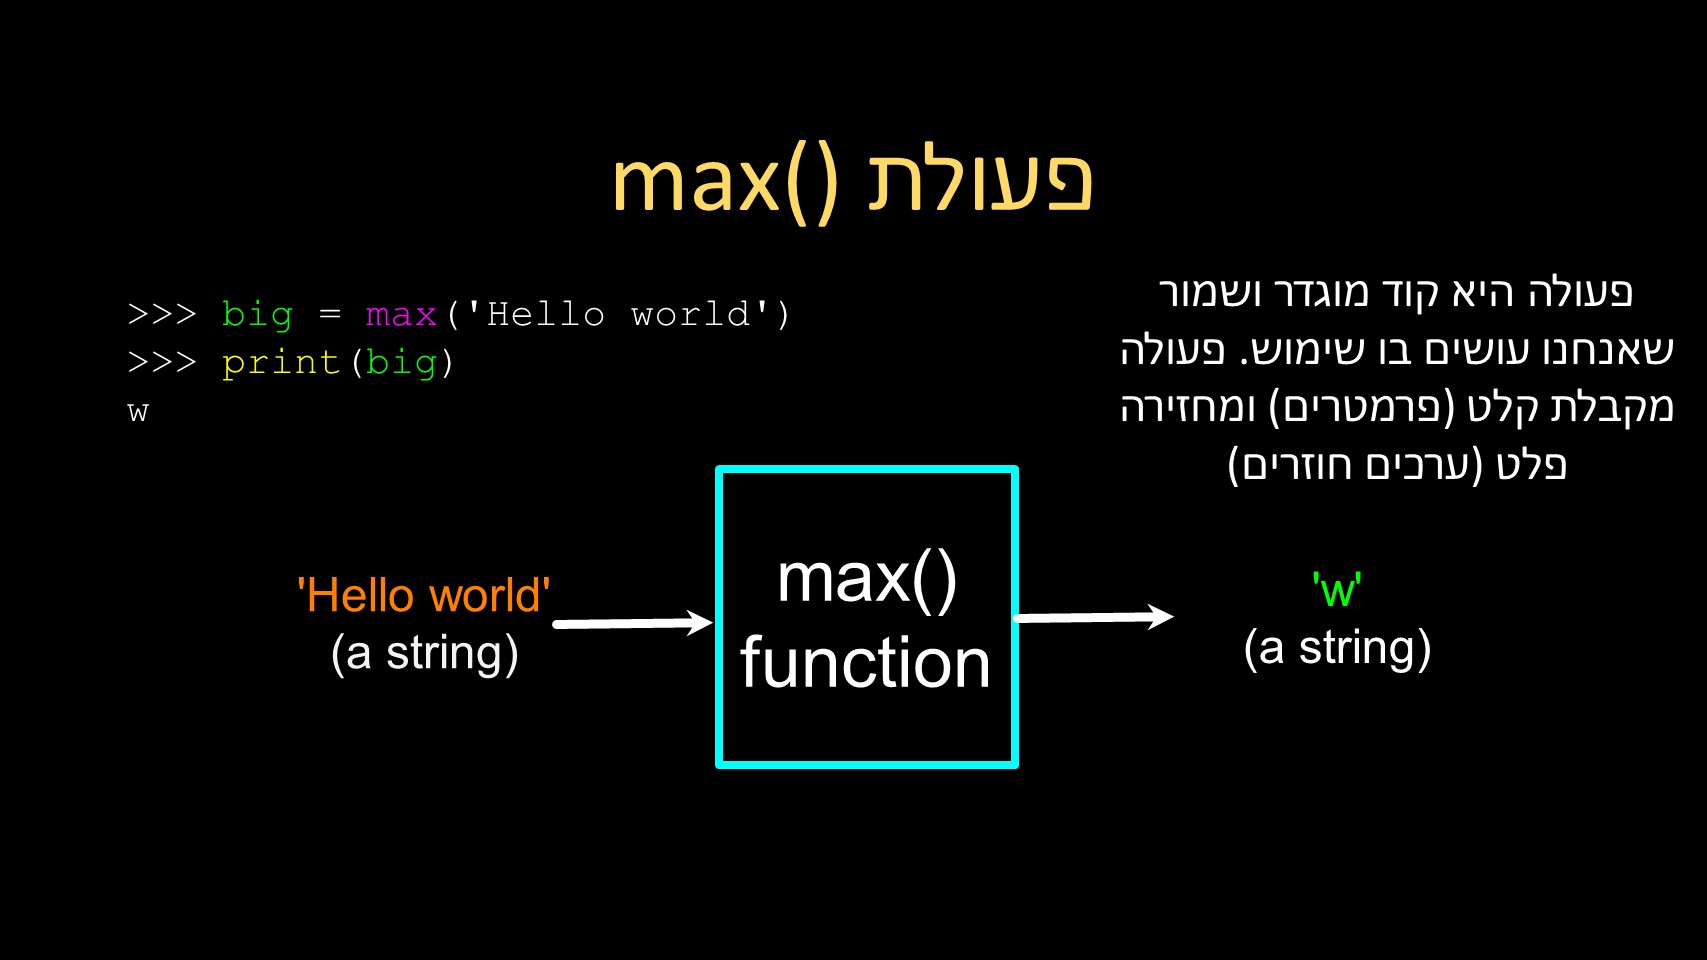 פעולת max()
>>> big = max('Hello world')
>>> print(big)
w
פעולה היא קוד מוגדר ושמור
שאנחנו עושים בו שימוש. פעולה
מקבלת קלט (פרמטרים) ומחזירה
פלט (ערכים חוזרים)
'Hello world'
(a string)
max()
function
'w'
(a string)